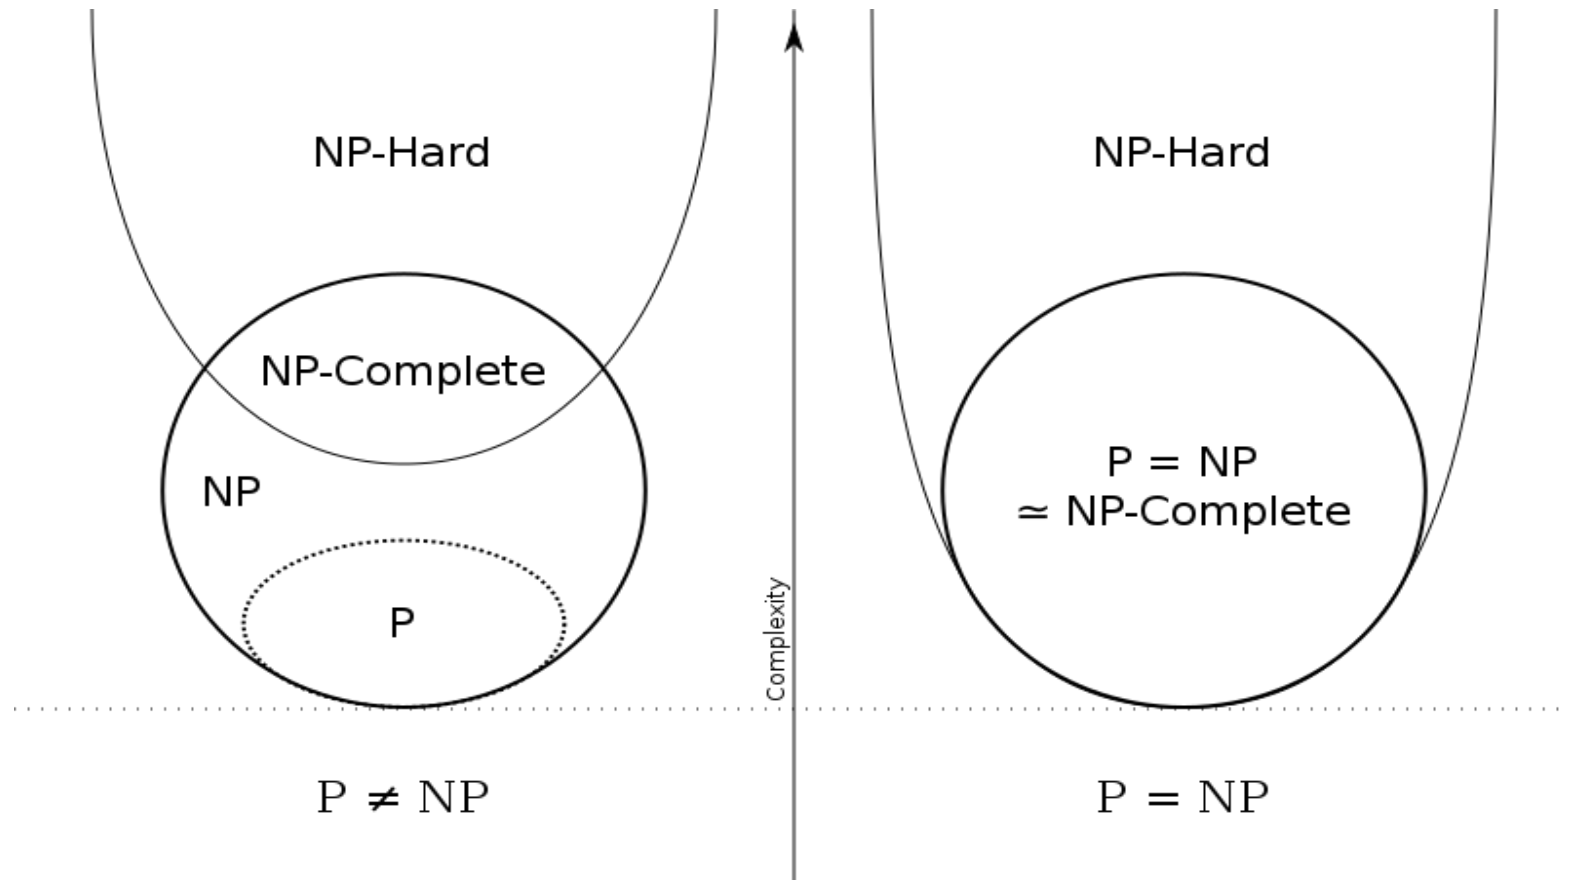 NP-Hard
NP-Complete
NP
P
P ≠ NP
Complexity
NP-Hard
P = NP
≃ NP-Complete
P = NP